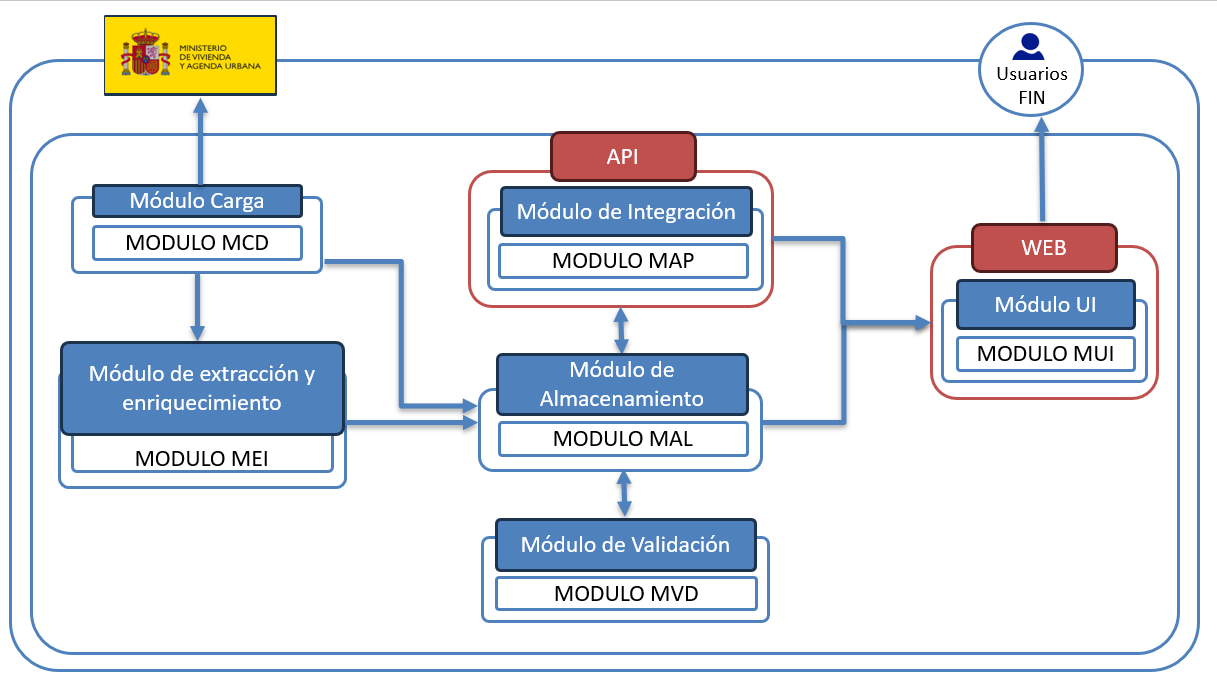 MINISTERIO
DE VIVIENDA
Y AGENDA URBANA
Usuarios
FIN
Módulo Carga
MODULO MCD
API
Módulo de Integración
MODULO MAP
WEB
Módulo UI
MODULO MUI
Módulo de extracción y
enriquecimiento
MODULO MEI
Módulo de
Almacenamiento
MODULO MAL
Módulo de Validación
MODULO MVD